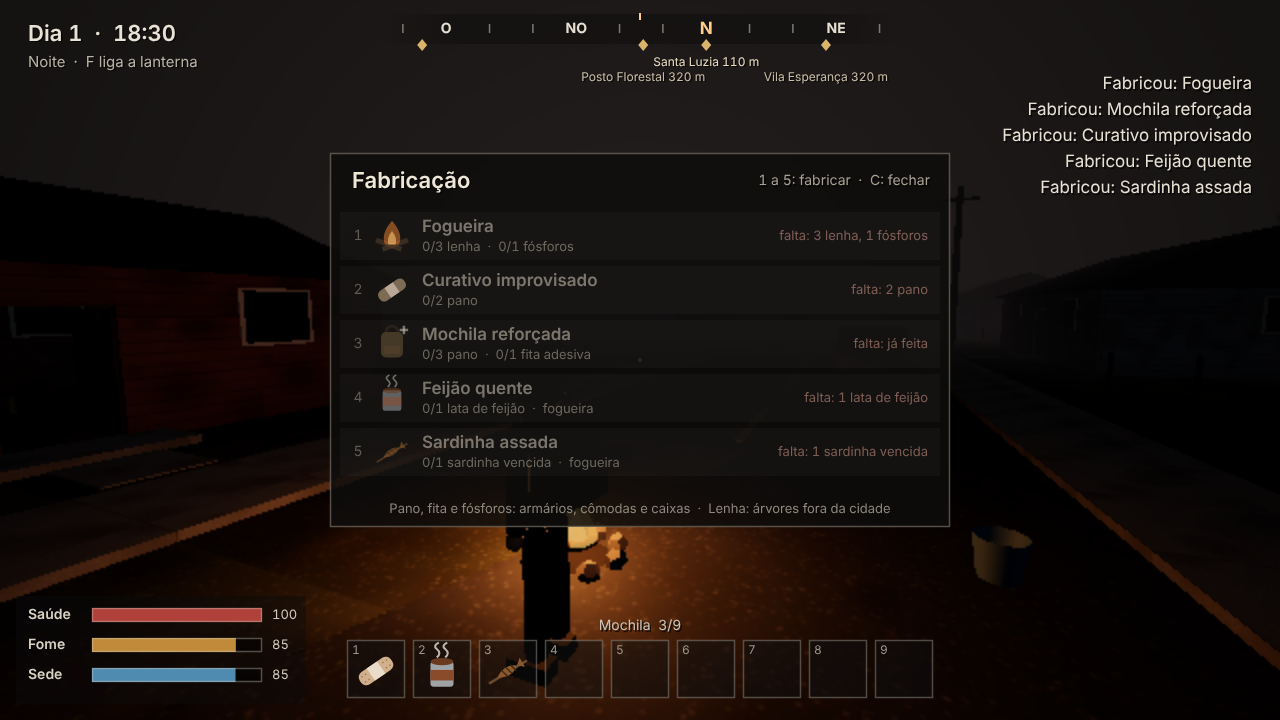 Dia 1 · 18:30
Noite · F liga a lanterna
O NO N NE
Santa Luzia 110 m
Posto Florestal 320 m
Vila Esperança 320 m
Fabricou: Fogueira
Fabricou: Mochila reforçada
Fabricou: Curativo improvisado
Fabricou: Feijão quente
Fabricou: Sardinha assada
Fabricação
1 a 5: fabricar · C: fechar
1
Fogueira
0/3 lenha · 0/1 fósforos
falta: 3 lenha, 1 fósforos
2
Curativo improvisado
0/2 pano
falta: 2 pano
3
Mochila reforçada
0/3 pano · 0/1 fita adesiva
falta: já feita
4
Feijão quente
0/1 lata de feijão · fogueira
falta: 1 lata de feijão
5
Sardinha assada
0/1 sardinha vencida · fogueira
falta: 1 sardinha vencida
Pano, fita e fósforos: armários, cômodas e caixas · Lenha: árvores fora da cidade
Saúde 100
Fome 85
Sede 85
Mochila 3/9
1 2 3 4 5 6 7 8 9